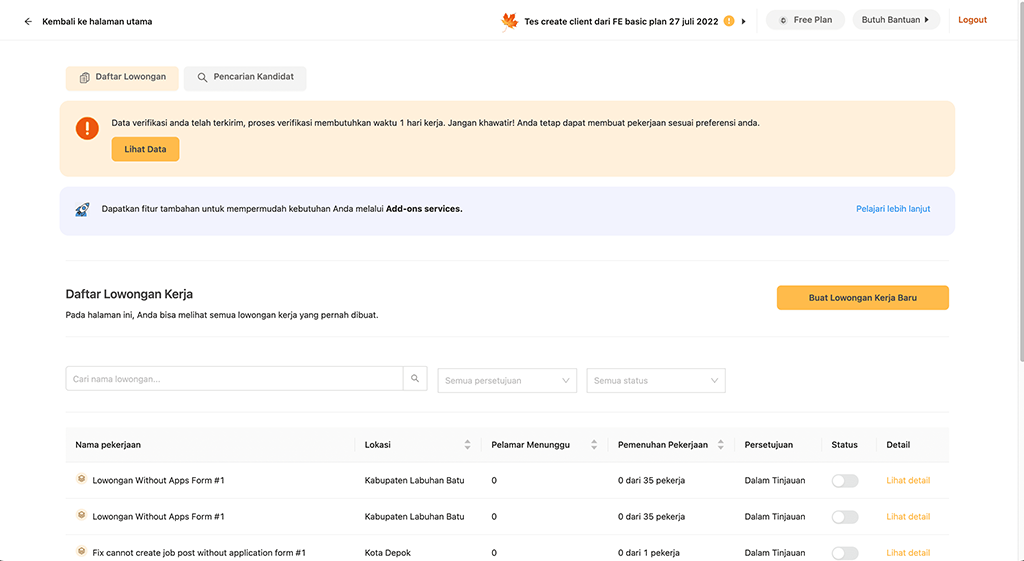 Kembali ke halaman utama
Tes create client dari FE basic plan 27 juli 2022
Free Plan
Butuh Bantuan
Logout
Daftar Lowongan
Pencarian Kandidat
Data verifikasi anda telah terkirim, proses verifikasi membutuhkan waktu 1 hari kerja. Jangan khawatir! Anda tetap dapat membuat pekerjaan sesuai preferensi anda.
Lihat Data
Dapatkan fitur tambahan untuk mempermudah kebutuhan Anda melalui Add-ons services.
Pelajari lebih lanjut
Daftar Lowongan Kerja
Buat Lowongan Kerja Baru
Pada halaman ini, Anda bisa melihat semua lowongan kerja yang pernah dibuat.
Cari nama lowongan...
Semua persetujuan
Semua status
Nama pekerjaan Lokasi Pelamar Menunggu Pemenuhan Pekerjaan Persetujuan Status Detail
Lowongan Without Apps Form #1 Kabupaten Labuhan Batu 0 0 dari 35 pekerja Dalam Tinjauan Lihat detail
Lowongan Without Apps Form #1 Kabupaten Labuhan Batu 0 0 dari 35 pekerja Dalam Tinjauan Lihat detail
Fix cannot create job post without application form #1 Kota Depok 0 0 dari 1 pekerja Dalam Tinjauan Lihat detail